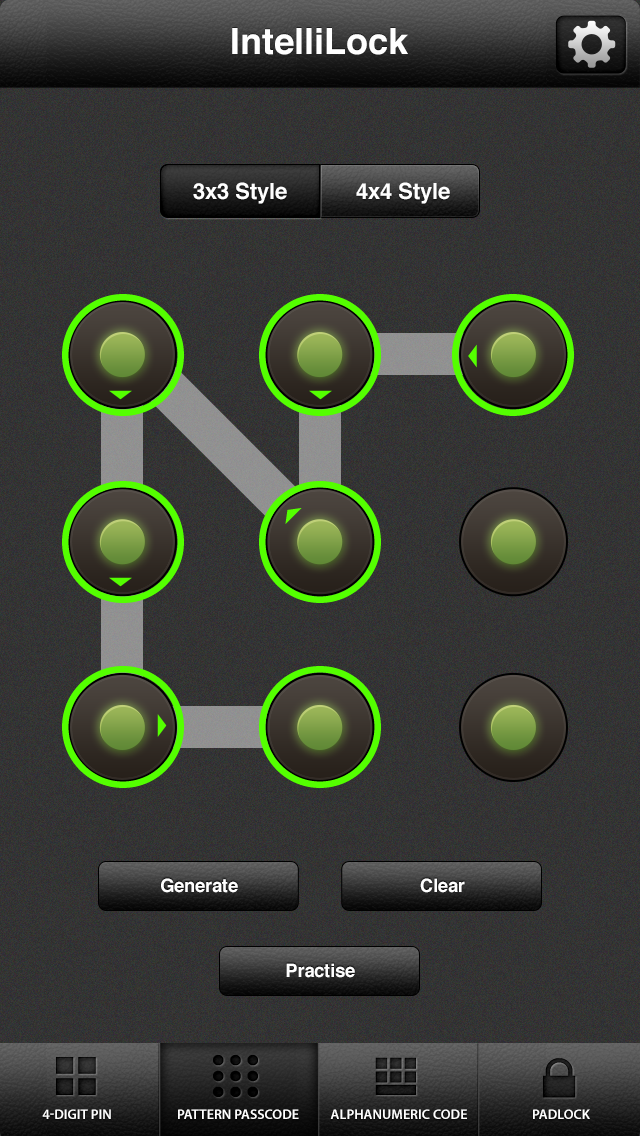 IntelliLock
3x3 Style 4x4 Style
Generate Clear
Practise
4-DIGIT PIN PATTERN PASSCODE ALPHANUMERIC CODE PADLOCK